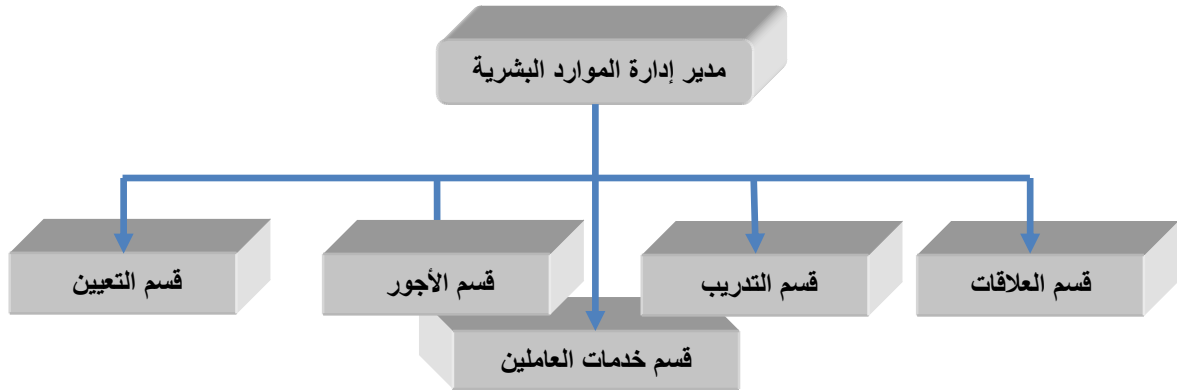 مدير إدارة الموارد البشرية
قسم العلاقات
قسم التدريب
قسم الأجور
قسم التعيين
قسم خدمات العاملين